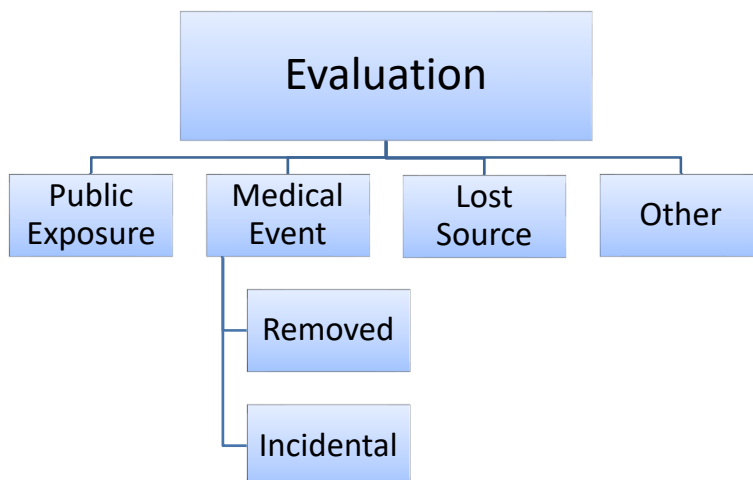 Evaluation
Public
Exposure
Medical
Event
Lost
Source
Other
Removed
Incidental